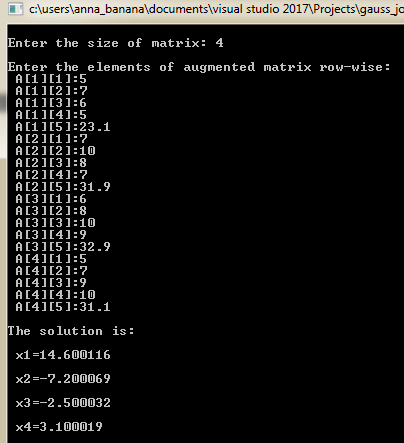 c:\users\anna_banana\documents\visual studio 2017\Projects\gauss_jo
Enter the size of matrix: 4
Enter the elements of augmented matrix row-wise:
A[1][1]:5
A[1][2]:7
A[1][3]:6
A[1][4]:5
A[1][5]:23.1
A[2][1]:7
A[2][2]:10
A[2][3]:8
A[2][4]:7
A[2][5]:31.9
A[3][1]:6
A[3][2]:8
A[3][3]:10
A[3][4]:9
A[3][5]:32.9
A[4][1]:5
A[4][2]:7
A[4][3]:9
A[4][4]:10
A[4][5]:31.1
The solution is:
x1=14.600116
x2=-7.200069
x3=-2.500032
x4=3.100019